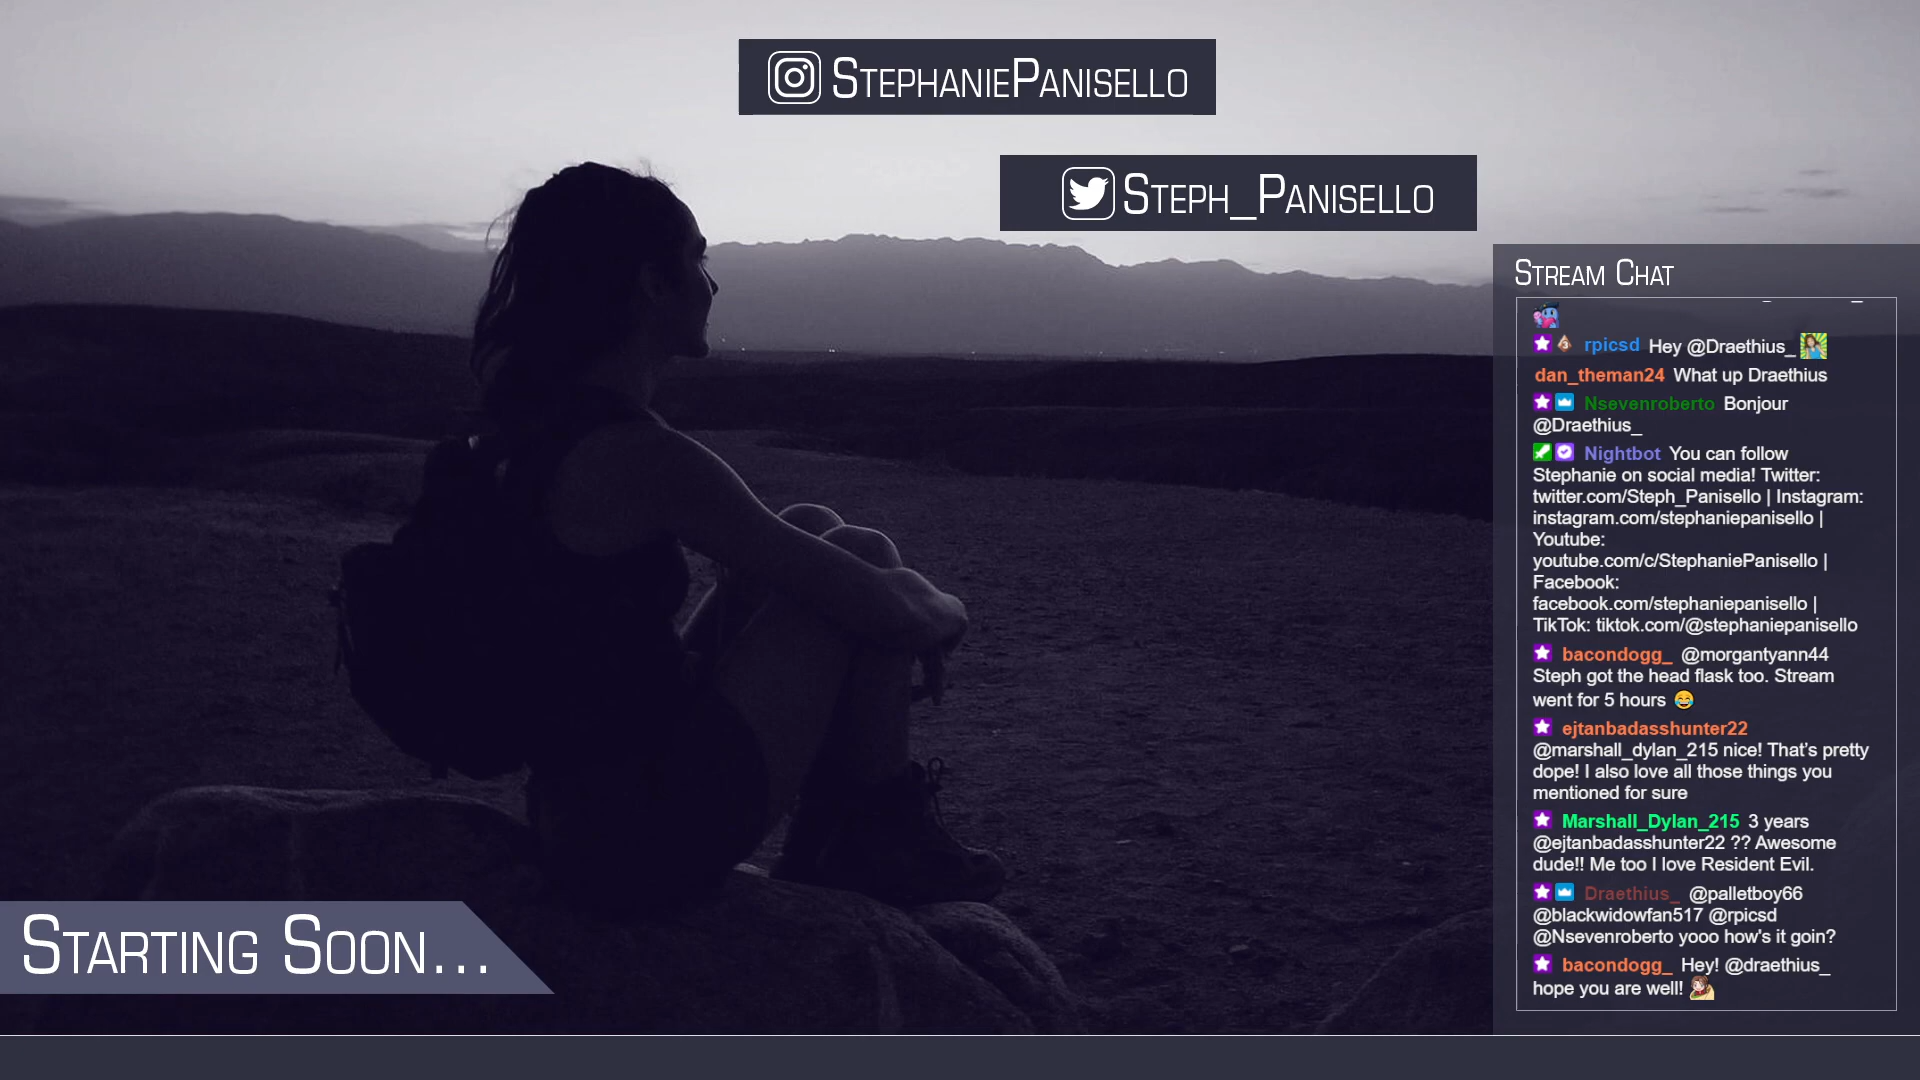 StephaniePanisello
Steph_Panisello
Stream Chat
rpicsd Hey @Draethius_
dan_theman24 What up Draethius
Nsevenroberto Bonjour
@Draethius_
Nightbot You can follow
Stephanie on social media! Twitter:
twitter.com/Steph_Panisello | Instagram:
instagram.com/stephaniepanisello |
Youtube:
youtube.com/c/StephaniePanisello |
Facebook:
facebook.com/stephaniepanisello |
TikTok: tiktok.com/@stephaniepanisello
bacondogg_ @morgantyann44
Steph got the head flask too. Stream
went for 5 hours 😂
ejtanbadasshunter22
@marshall_dylan_215 nice! That's pretty
dope! I also love all those things you
mentioned for sure
Marshall_Dylan_215 3 years
@ejtanbadasshunter22 ?? Awesome
dude!! Me too I love Resident Evil.
Draethius_ @palletboy66
@blackwidowfan517 @rpicsd
@Nsevenroberto yooo how's it goin?
bacondogg_ Hey! @draethius_
hope you are well!
Starting Soon...